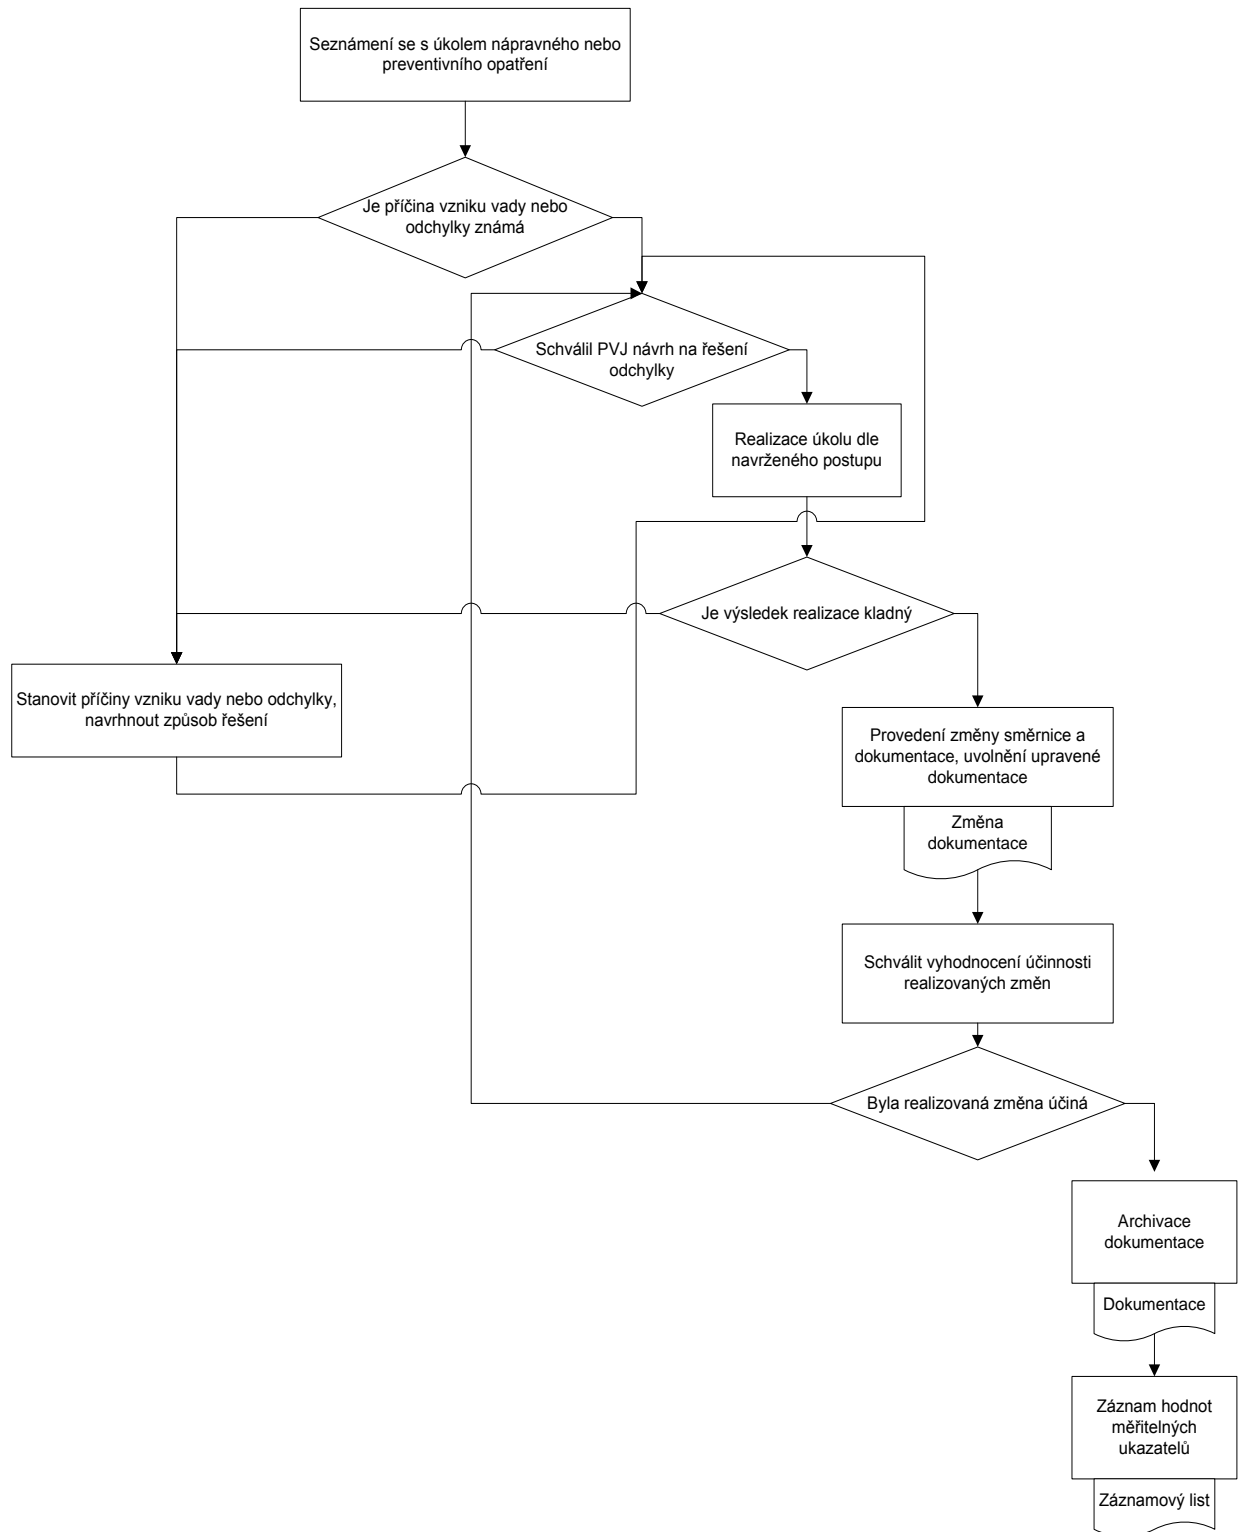 Seznámení se s úkolem nápravného nebo
preventivního opatření
Je příčina vzniku vady nebo
odchylky známá
Schválil PVJ návrh na řešení
odchylky
Realizace úkolu dle
navrženého postupu
Je výsledek realizace kladný
Stanovit příčiny vzniku vady nebo odchylky,
navrhnout způsob řešení
Provedení změny směrnice a
dokumentace, uvolnění upravené
dokumentace
Změna
dokumentace
Schválit vyhodnocení účinnosti
realizovaných změn
Byla realizovaná změna účiná
Archivace
dokumentace
Dokumentace
Záznam hodnot
měřitelných
ukazatelů
Záznamový list